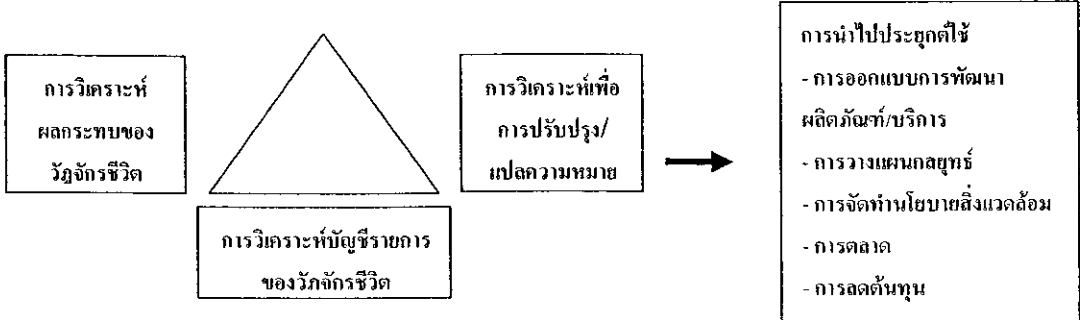 การวิเคราะห์
ผลกระทบของ
วัฎจักรชีวิต
การวิเคราะห์เพื่อ
การปรับปรุง/
แปลความหมาย
การวิเคราะห์บัญชีรายการ
ของวัภจักรชีวิต
การนำไปประยุกต์ใช้
- การออกแบบการพัฒนา
ผลิตภัณฑ์/บริการ
- การวางแผนกลยุทธ์
- การจัดทำนโยบายสิ่งแวดล้อม
- การตลาด
- การลดต้นทุน